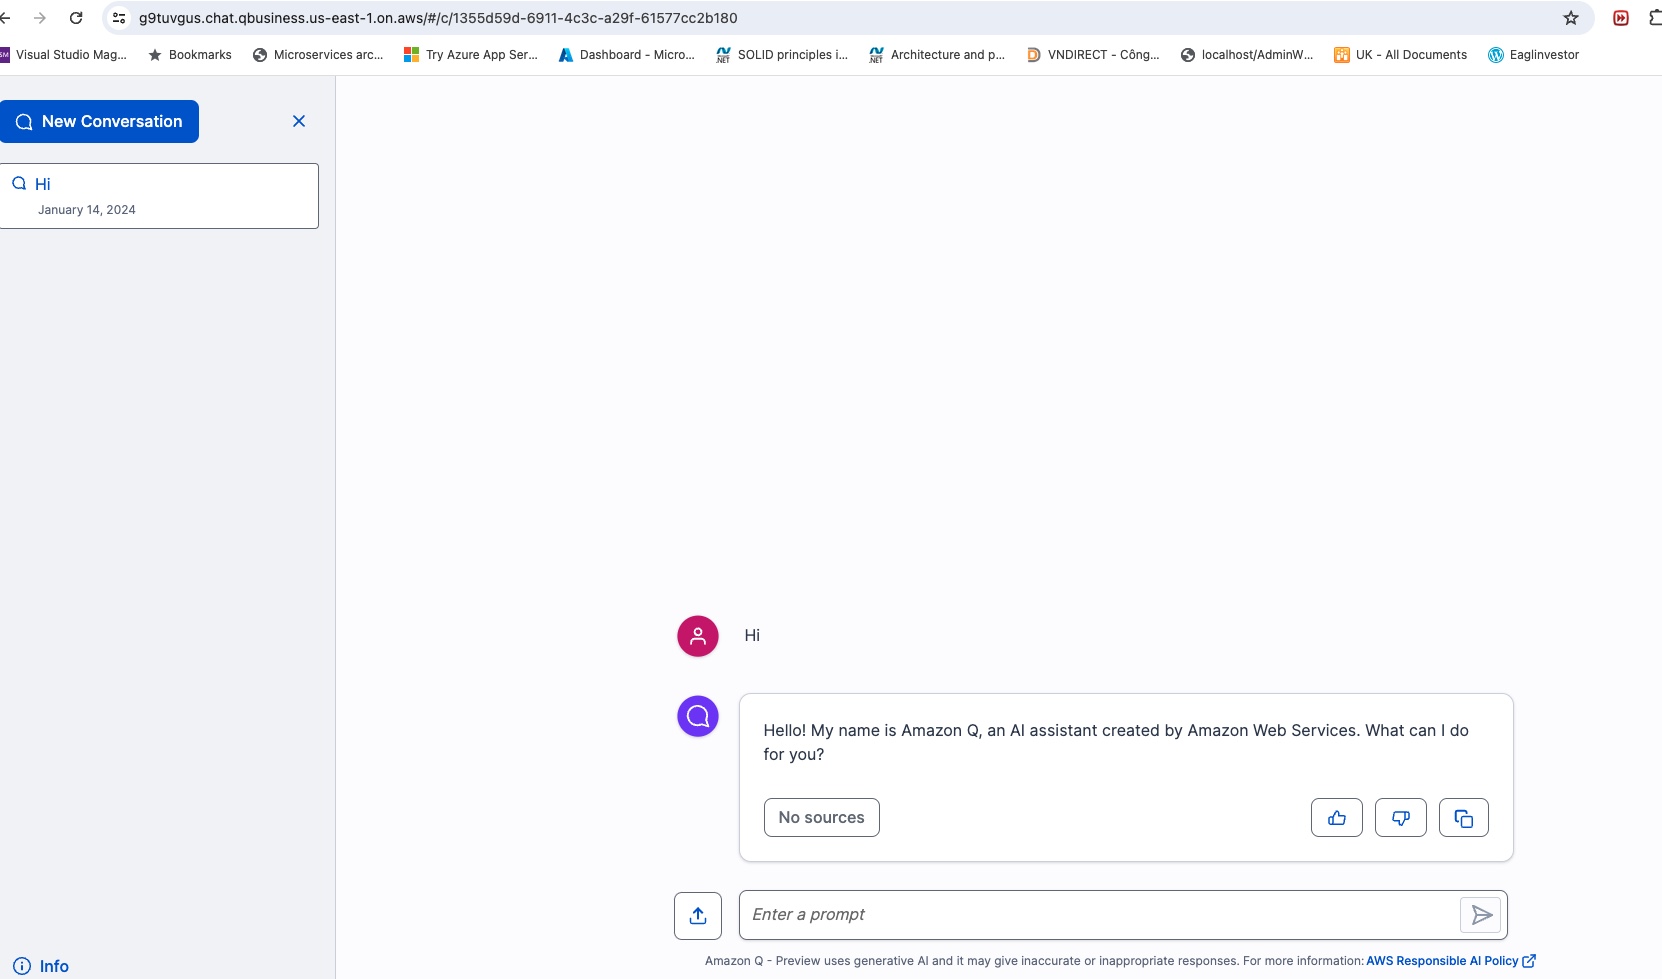 g9tuvgus.chat.qbusiness.us-east-1.on.aws/#/c/1355d59d-6911-4c3c-a29f-61577cc2b180
Visual Studio Mag... Bookmarks Microservices arc... Try Azure App Ser... Dashboard - Micro... SOLID principles i... Architecture and p... VNDIRECT - Công... localhost/AdminW... UK - All Documents Eaglinvestor
New Conversation
Hi
January 14, 2024
Hi
Hello! My name is Amazon Q, an AI assistant created by Amazon Web Services. What can I do
for you?
No sources
Enter a prompt
Amazon Q - Preview uses generative AI and it may give inaccurate or inappropriate responses. For more information: AWS Responsible AI Policy
Info